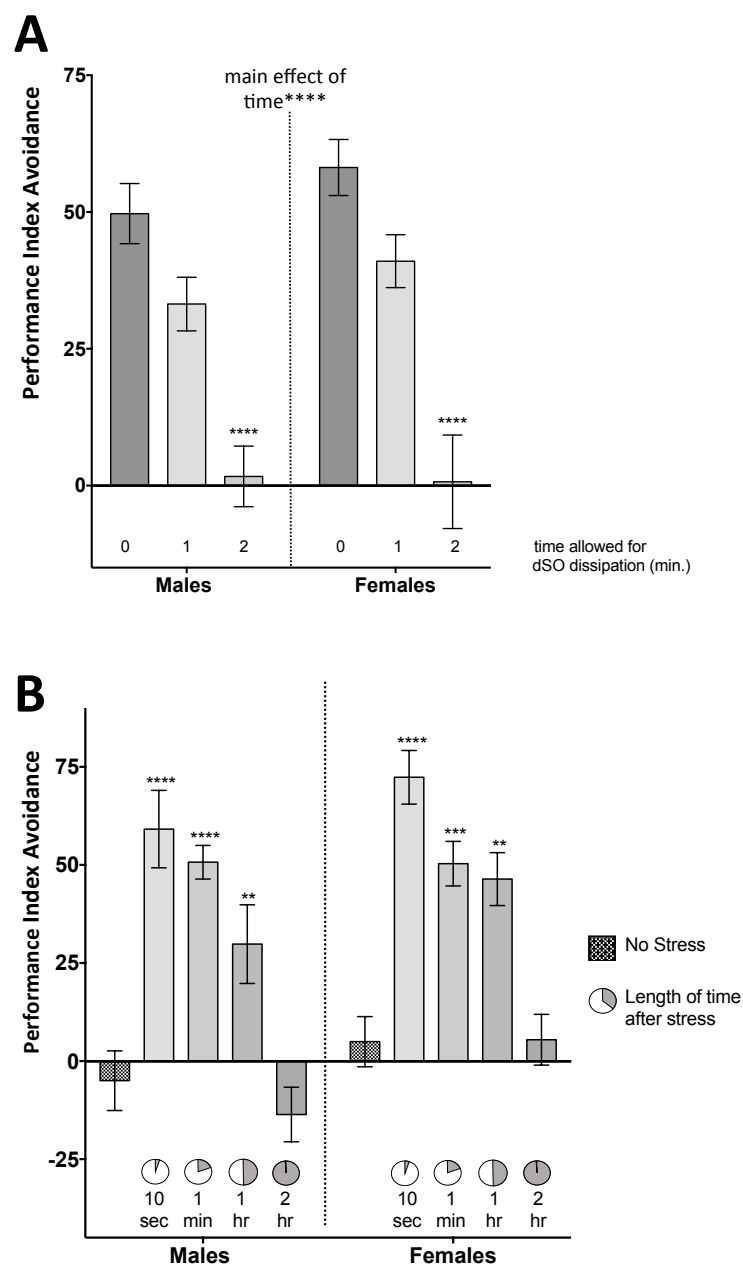 A
main effect of
time****
Performance Index Avoidance
75
50
25
0
****
****
0 1 2 0 1 2
time allowed for
dSO dissipation (min.)
Males Females
B
Performance Index Avoidance
75
50
25
0
-25
****
****
**
****
***
**
No Stress
Length of time
after stress
10 1 1 2 10 1 1 2
sec min hr hr sec min hr hr
Males Females